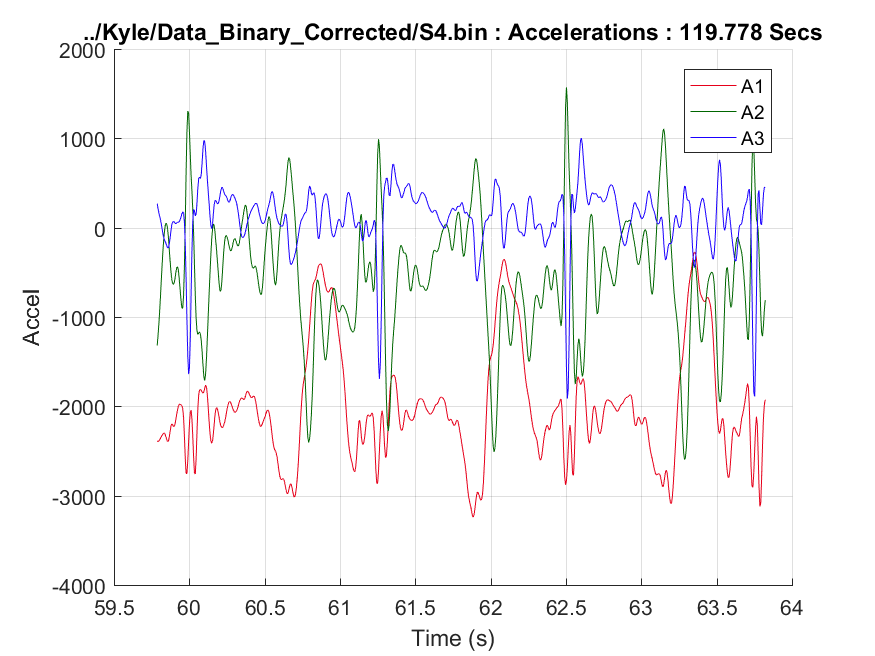 ../Kyle/Data_Binary_Corrected/S4.bin : Accelerations : 119.778 Secs
2000
1000
0
-1000
-2000
-3000
-4000
Accel
A1
A2
A3
59.5 60 60.5 61 61.5 62 62.5 63 63.5 64
Time (s)